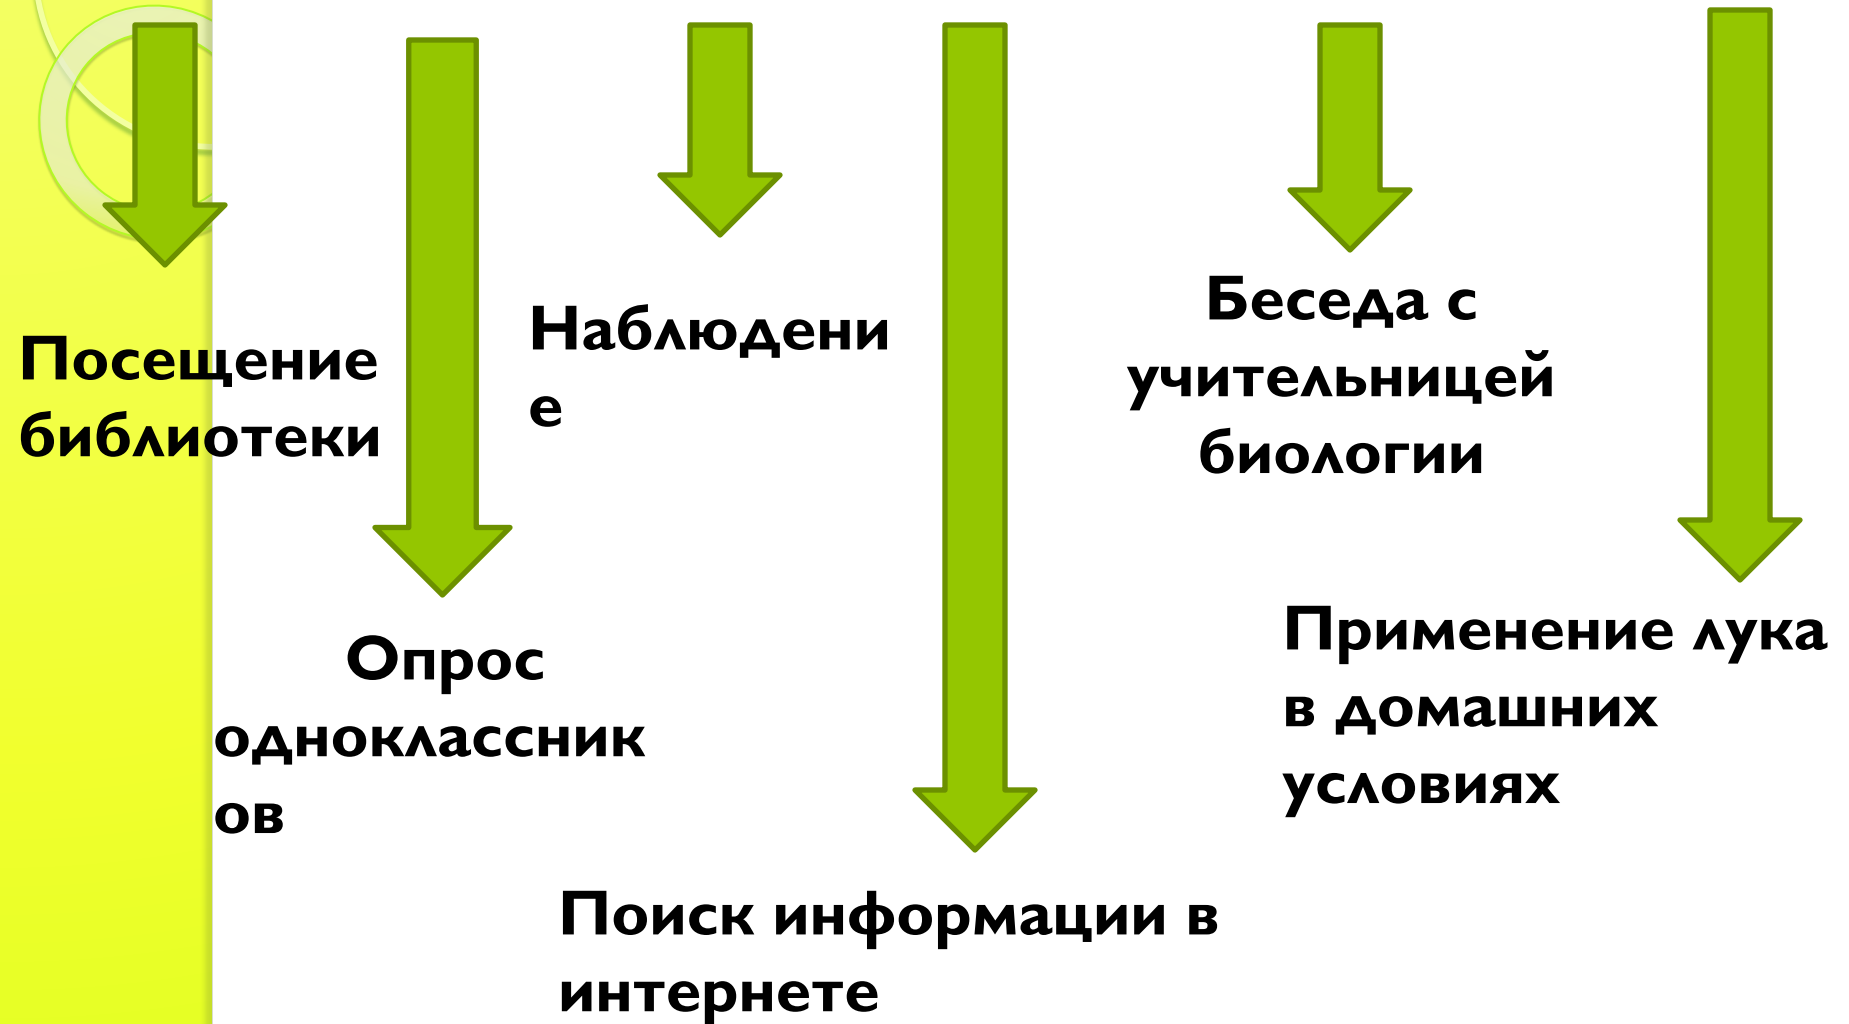 Посещение
библиотеки
Опрос
одноклассник
ов
Наблюдени
е
Поиск информации в
интернете
Беседа с
учительницей
биологии
Применение лука
в домашних
условиях